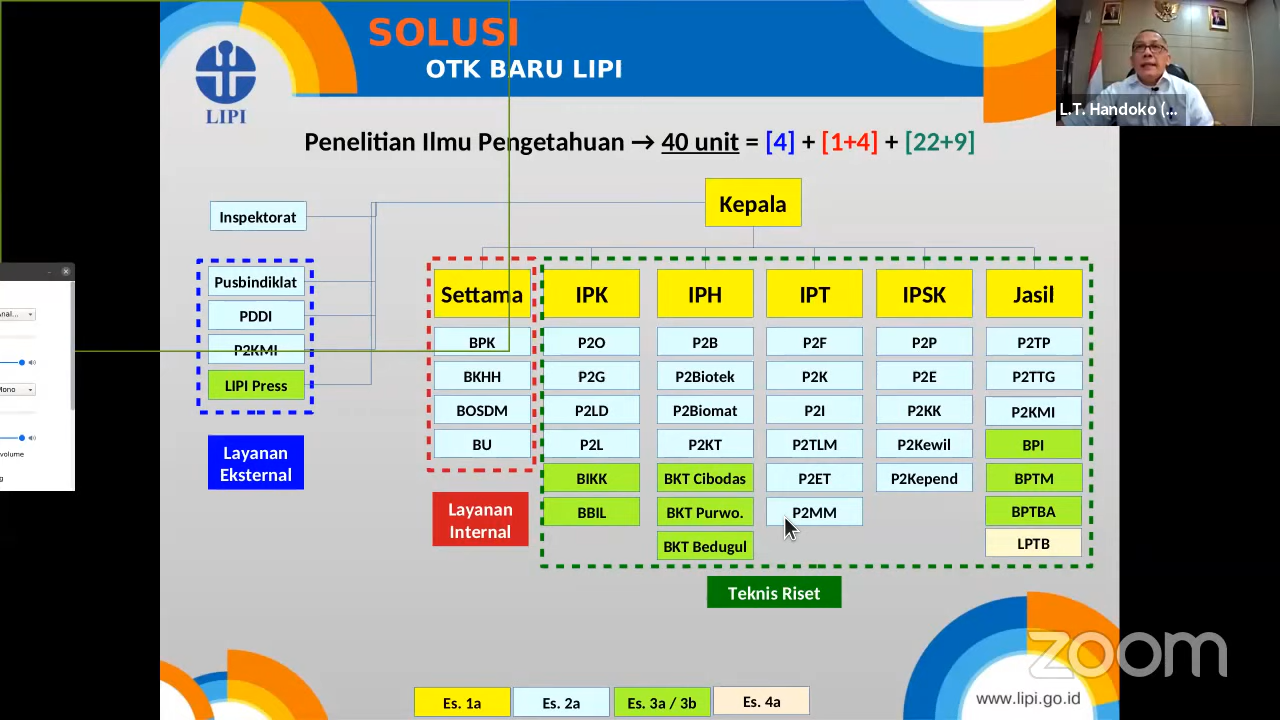 SOLUSI
OTK BARU LIPI
LIPI
L.T. Handoko (...
Penelitian Ilmu Pengetahuan → 40 unit = [4] + [1+4] + [22+9]
Kepala
Inspektorat
Pusbindiklat
PDDI
P2KMI
LIPI Press
Layanan
Eksternal
Settama
BPK
BKHH
BOSDM
BU
Layanan
Internal
IPK
P2O
P2G
P2LD
P2L
BIKK
BBIL
IPH
P2B
P2Biotek
P2Biomat
P2KT
BKT Cibodas
BKT Purwo.
BKT Bedugul
IPT
P2F
P2K
P2I
P2TLM
P2ET
P2MM
IPSK
P2P
P2E
P2KK
P2Kewil
P2Kepend
Jasil
P2TP
P2TTG
P2KMI
BPI
BPTM
BPTBA
LPTB
Teknis Riset
Anal...
Mono
volume
Es. 1a
Es. 2a
Es. 3a / 3b
Es. 4a
zoom
www.lipi.go.id